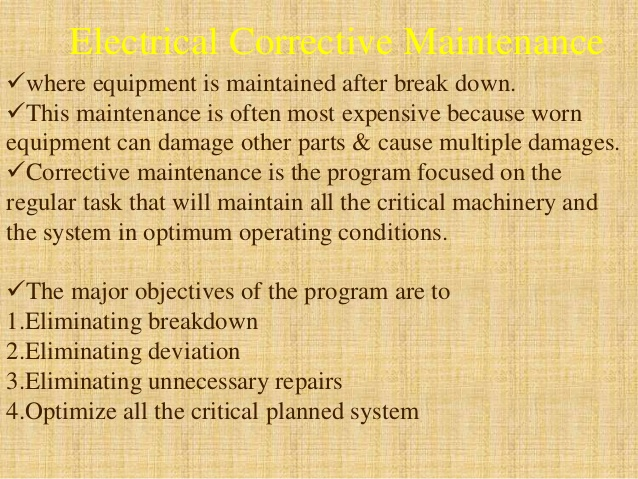 Electrical Corrective Maintenance
✓where equipment is maintained after break down.
✓This maintenance is often most expensive because worn
equipment can damage other parts & cause multiple damages.
✓Corrective maintenance is the program focused on the
regular task that will maintain all the critical machinery and
the system in optimum operating conditions.
✓The major objectives of the program are to
1.Eliminating breakdown
2.Eliminating deviation
3.Eliminating unnecessary repairs
4.Optimize all the critical planned system